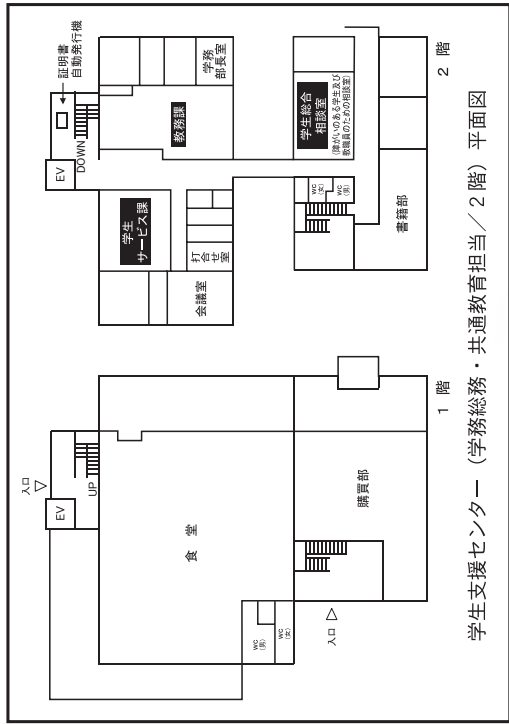 証明書
自動発行機
EV
DOWN
学務
部長室
教務課
学生
サービス課
打合せ
室
会議室
学生総合
相談室
(障がいのある学生及び
教職員のための相談室)
WC
(女)
WC
(男)
書籍部
2 階
入口
EV
UP
食 堂
購買部
WC
(男)
WC
(女)
入口
1 階
学生支援センター(学務総務・共通教育担当/2階)平面図